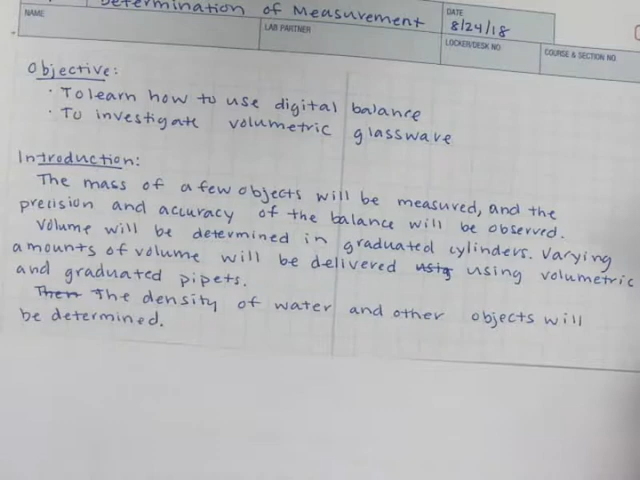 Determination of Measurement
DATE
8/24/18
NAME
LAB PARTNER
LOCKER/DESK NO
COURSE & SECTION NO
Objective:
· To learn how to use digital balance
· To investigate volumetric glassware
Introduction:
The mass of a few objects will be measured, and the
precision and accuracy of the balance will be observed.
Volume will be determined in graduated cylinders. Varying
amounts of volume will be delivered using volumetric
and graduated pipets.
Then The density of water and other objects will
be determined.